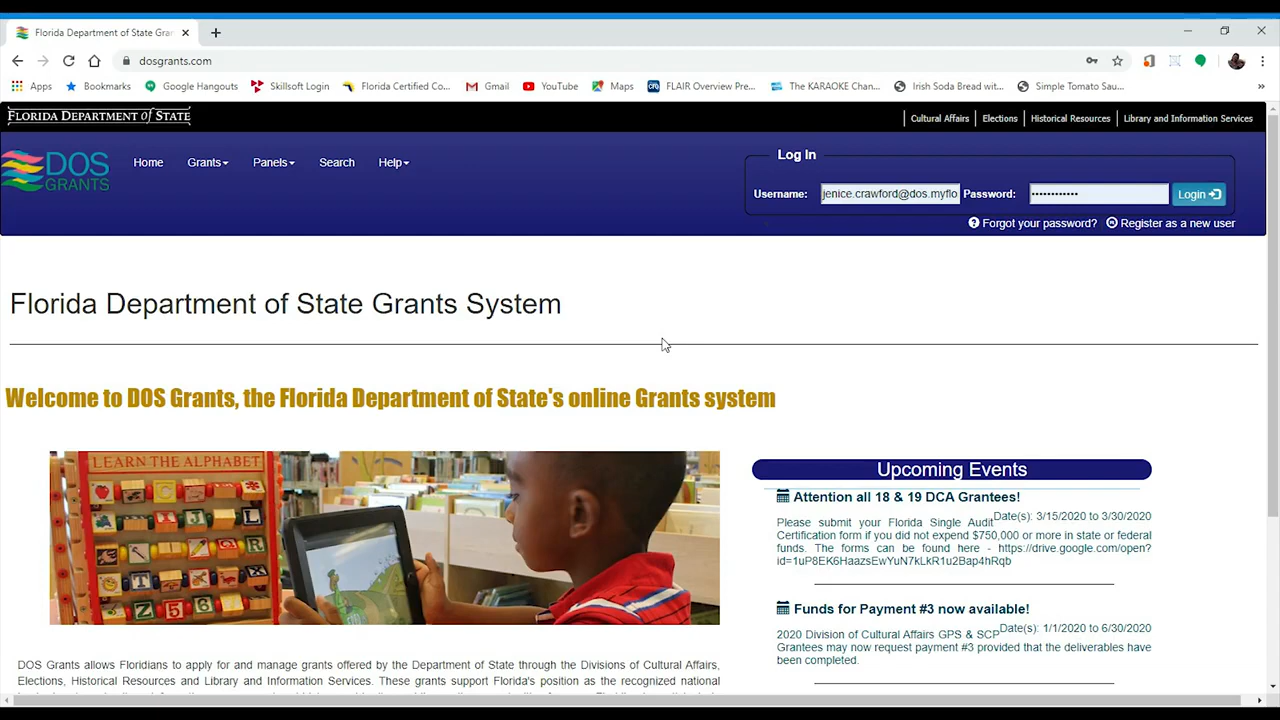 Florida Department of State Gran
dosgrants.com
Apps Bookmarks Google Hangouts Skillsoft Login Florida Certified Co... Gmail YouTube Maps FLAIR Overview Pre... The KARAOKE Chan... Irish Soda Bread wit... Simple Tomato Sau... »
FLORIDA DEPARTMENT of STATE
Cultural Affairs Elections Historical Resources Library and Information Services
DOS GRANTS
Home Grants Panels Search Help
Log In
Username: jenice.crawford@dos.myflo Password: •••••••••••• Login
Forgot your password? Register as a new user
Florida Department of State Grants System
Welcome to DOS Grants, the Florida Department of State's online Grants system
LEARN THE ALPHABET
Upcoming Events
Attention all 18 & 19 DCA Grantees!
Date(s): 3/15/2020 to 3/30/2020
Please submit your Florida Single Audit
Certification form if you did not expend $750,000 or more in state or federal
funds. The forms can be found here - https://drive.google.com/open?
id=1uP8EK6HaazsEwYuN7kLkR1u2Bap4hRqb
Funds for Payment #3 now available!
Date(s): 1/1/2020 to 6/30/2020
2020 Division of Cultural Affairs GPS & SCP
Grantees may now request payment #3 provided that the deliverables have
been completed.
DOS Grants allows Floridians to apply for and manage grants offered by the Department of State through the Divisions of Cultural Affairs,
Elections, Historical Resources and Library and Information Services. These grants support Florida's position as the recognized national